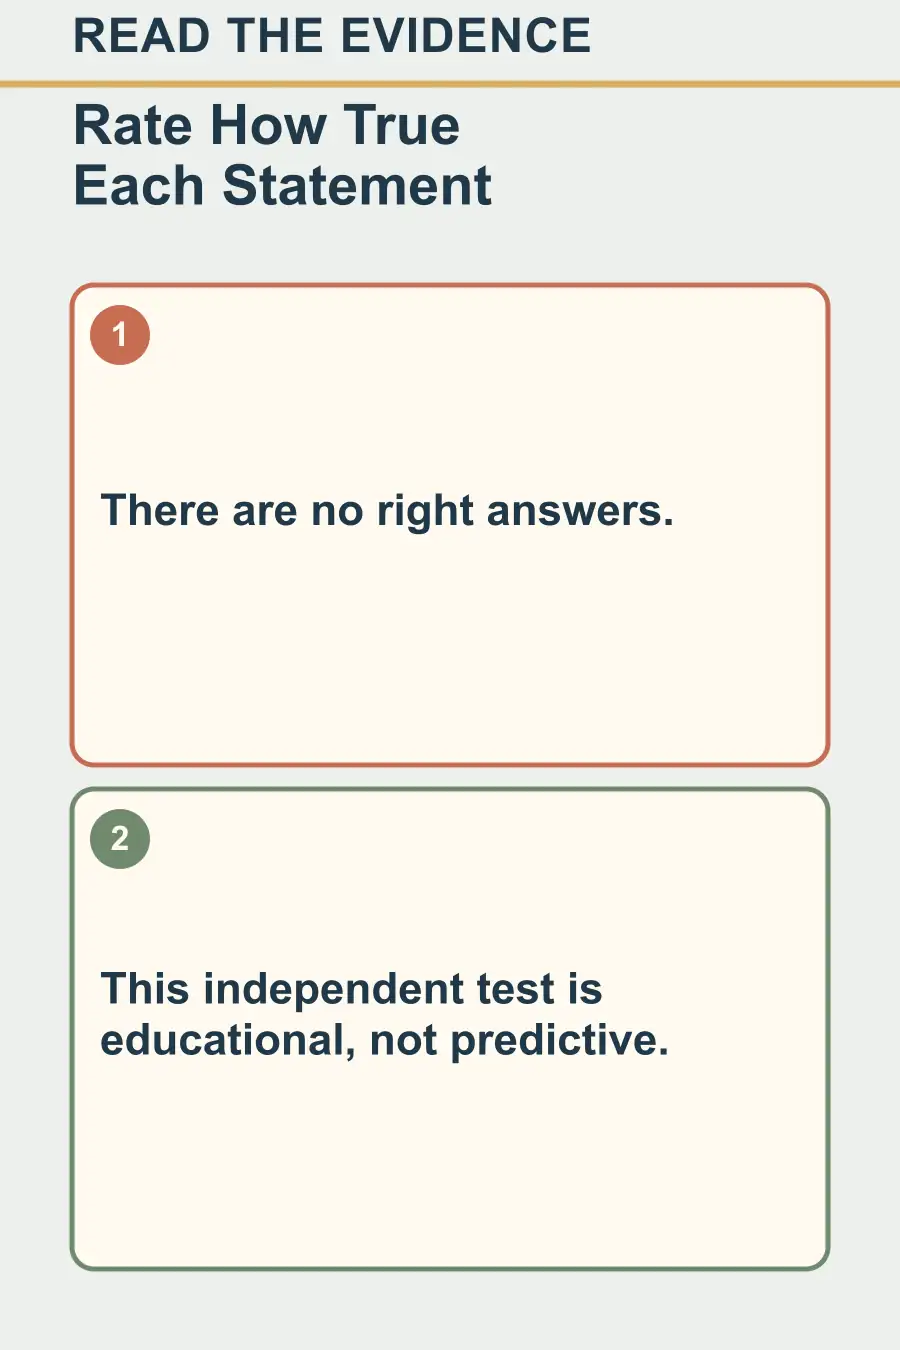 READ THE EVIDENCE
Rate How True
Each Statement
1
There are no right answers.
2
This independent test is
educational, not predictive.